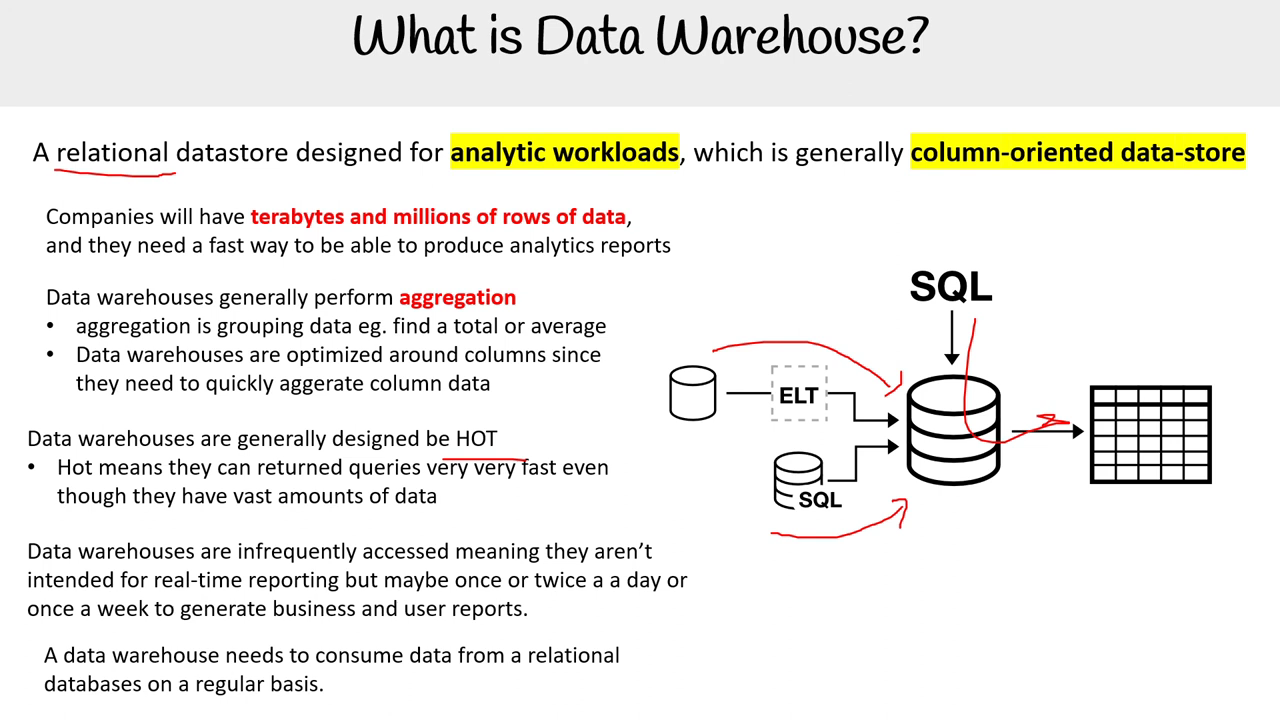 What is Data Warehouse?
A relational datastore designed for analytic workloads, which is generally column-oriented data-store
Companies will have terabytes and millions of rows of data,
and they need a fast way to be able to produce analytics reports
Data warehouses generally perform aggregation
• aggregation is grouping data eg. find a total or average
• Data warehouses are optimized around columns since
they need to quickly aggerate column data
Data warehouses are generally designed be HOT
• Hot means they can returned queries very very fast even
though they have vast amounts of data
Data warehouses are infrequently accessed meaning they aren't
intended for real-time reporting but maybe once or twice a a day or
once a week to generate business and user reports.
A data warehouse needs to consume data from a relational
databases on a regular basis.
SQL
ELT
SQL